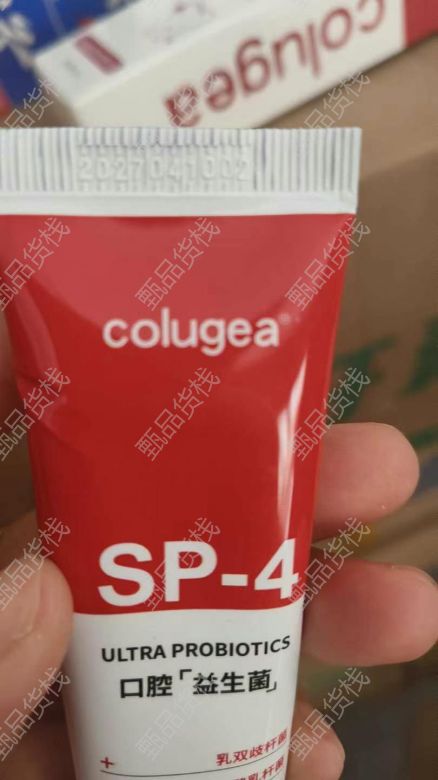 colugea
2027041002
colugea
SP-4
ULTRA PROBIOTICS
口腔「益生菌」
+
乳双歧杆菌
甄品货栈